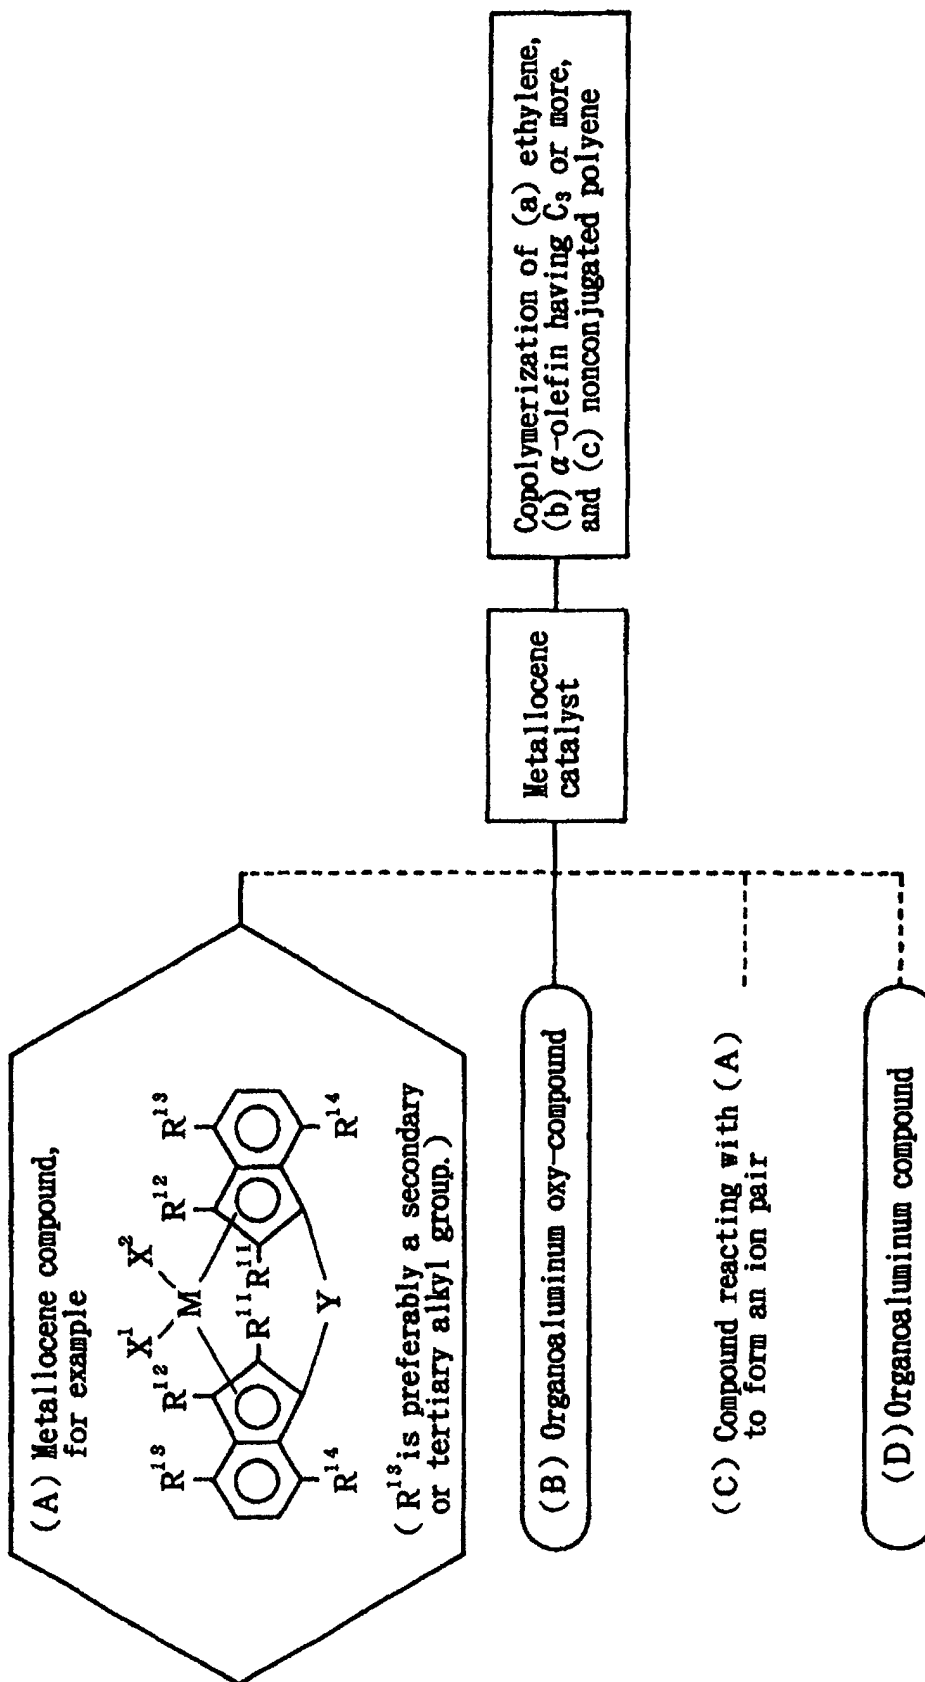 (A) Metallocene compound,
for example
X¹ X²
M
R¹³ R¹² R¹¹ R¹¹ R¹² R¹³
R¹⁴ Y R¹⁴
(R¹³ is preferably a secondary
or tertiary alkyl group.)
(B) Organoaluminum oxy-compound
(C) Compound reacting with (A)
to form an ion pair
(D) Organoaluminum compound
Metallocene
catalyst
Copolymerization of (a) ethylene,
(b) α-olefin having C₃ or more,
and (c) nonconjugated polyene